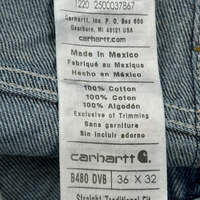 1220 2500037867
Carhartt, Inc. P.O. Box 600
Dearborn, MI 48121 USA
carhartt.com
Made in Mexico
Fabriqué au Mexique
Hecho en México
100% Cotton
100% Coton
100% Algodón
Exclusive of Trimming
Sans garniture
Sin incluir adorno
carhartt
B480 DVB 36 X 32
Straight/Traditional Fit